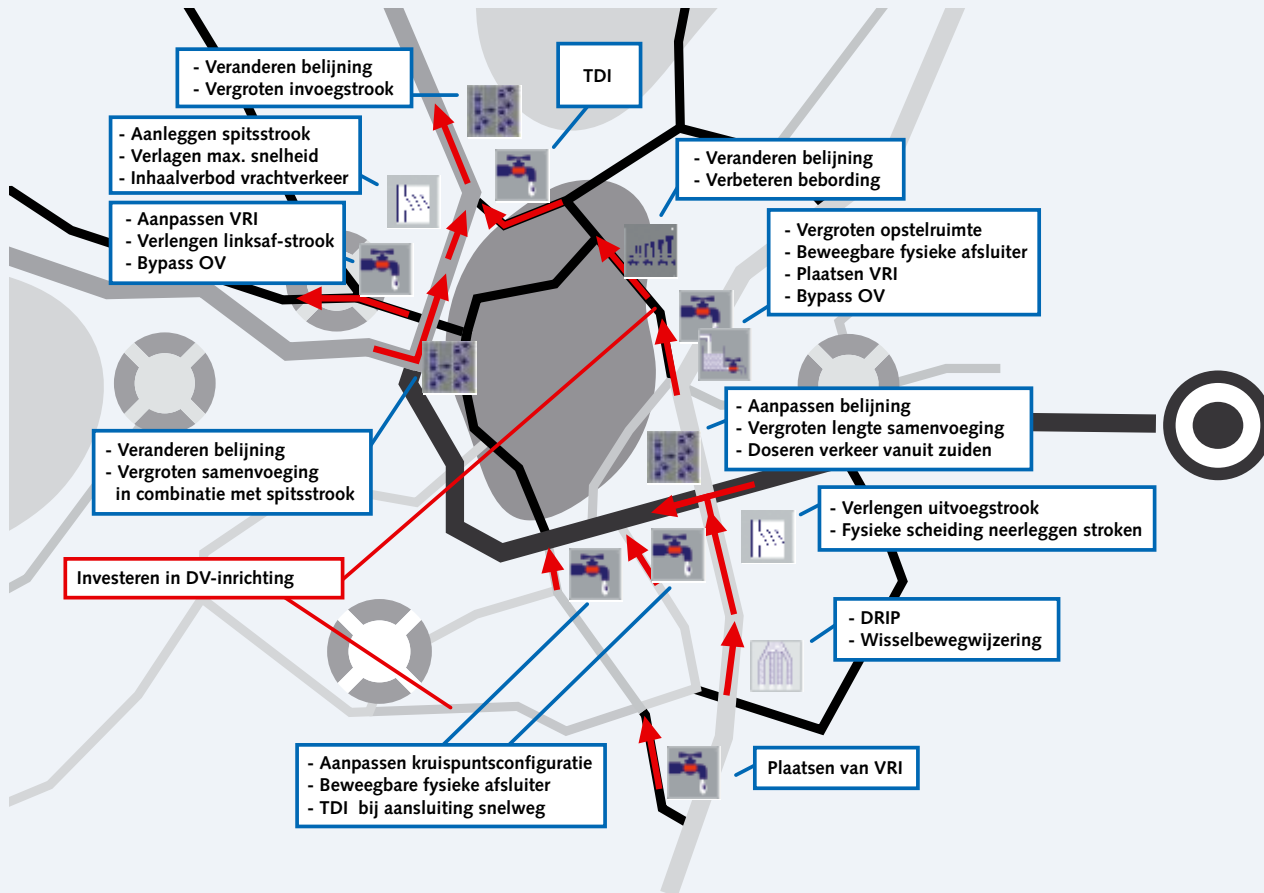 - Veranderen belijning
- Vergroten invoegstrook
TDI
- Aanleggen spitsstrook
- Verlagen max. snelheid
- Inhaalverbod vrachtverkeer
- Veranderen belijning
- Verbeteren bebording
- Aanpassen VRI
- Verlengen linksaf-strook
- Bypass OV
- Vergroten opstelruimte
- Beweegbare fysieke afsluiter
- Plaatsen VRI
- Bypass OV
- Aanpassen belijning
- Vergroten lengte samenvoeging
- Doseren verkeer vanuit zuiden
- Veranderen belijning
- Vergroten samenvoeging
in combinatie met spitsstrook
- Verlengen uitvoegstrook
- Fysieke scheiding neerleggen stroken
Investeren in DV-inrichting
- DRIP
- Wisselbewegwijzering
- Aanpassen kruispuntsconfiguratie
- Beweegbare fysieke afsluiter
- TDI bij aansluiting snelweg
Plaatsen van VRI